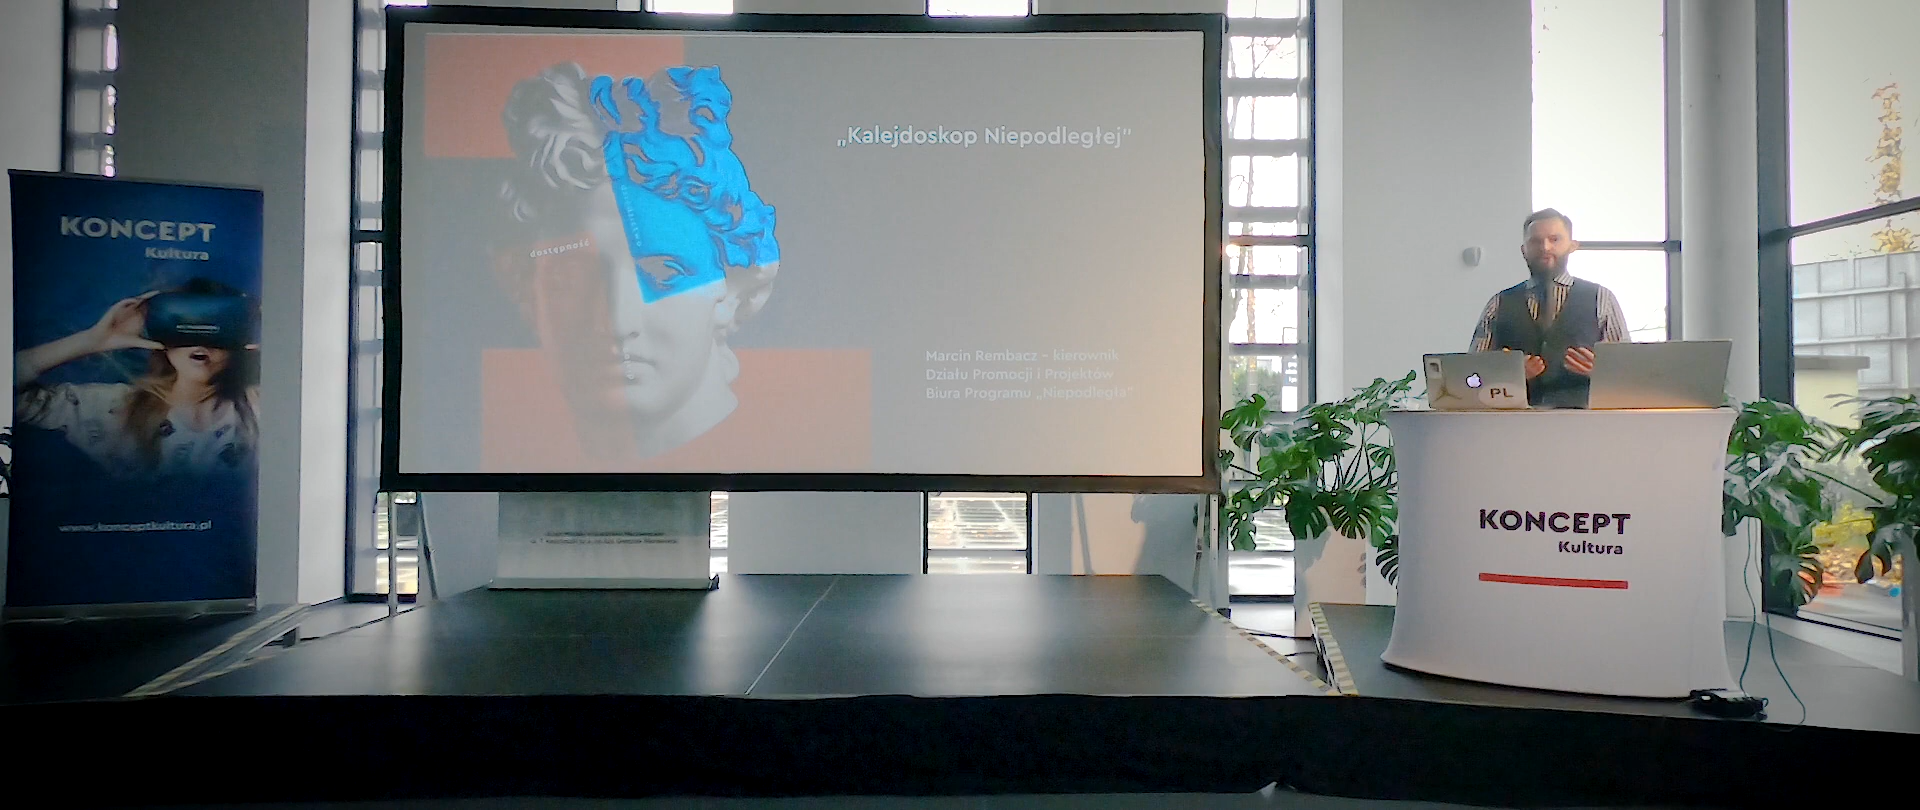 KONCEPT
Kultura
www.konceptkultura.pl
„Kalejdoskop Niepodległej”
dostępność
dziedzictwo
Marcin Rembacz - kierownik
Działu Promocji i Projektów
Biura Programu „Niepodległa”
PL
KONCEPT
Kultura